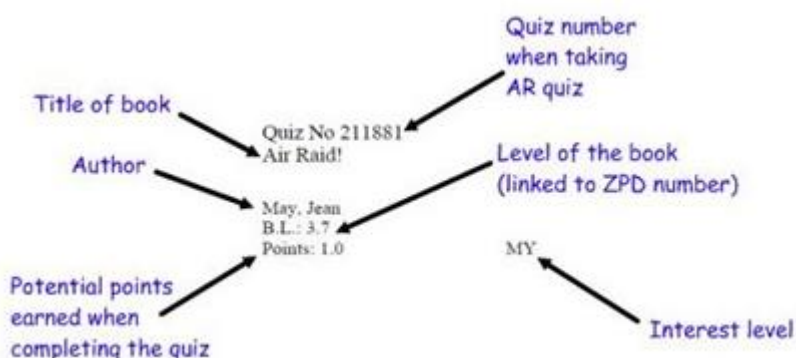 Quiz number
when taking
AR quiz
Title of book
Quiz No 211881
Air Raid!
Author
Level of the book
(linked to ZPD number)
May, Jean
B.L.: 3.7
Points: 1.0
MY
Potential points
earned when
completing the quiz
Interest level